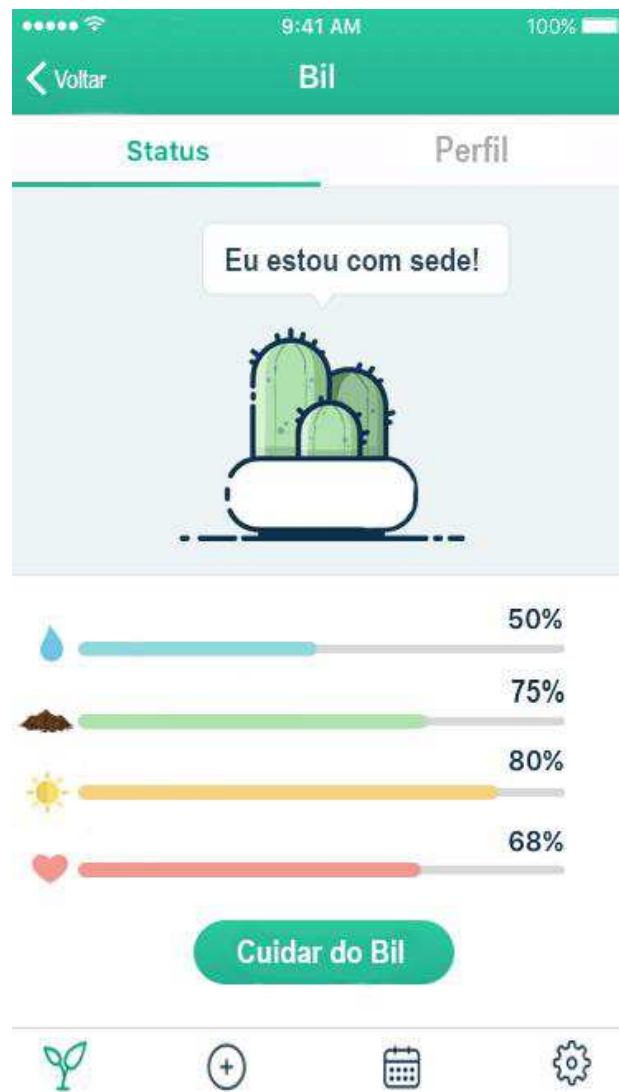 9:41 AM 100%
Voltar Bil
Status Perfil
Eu estou com sede!
50%
75%
80%
68%
Cuidar do Bil